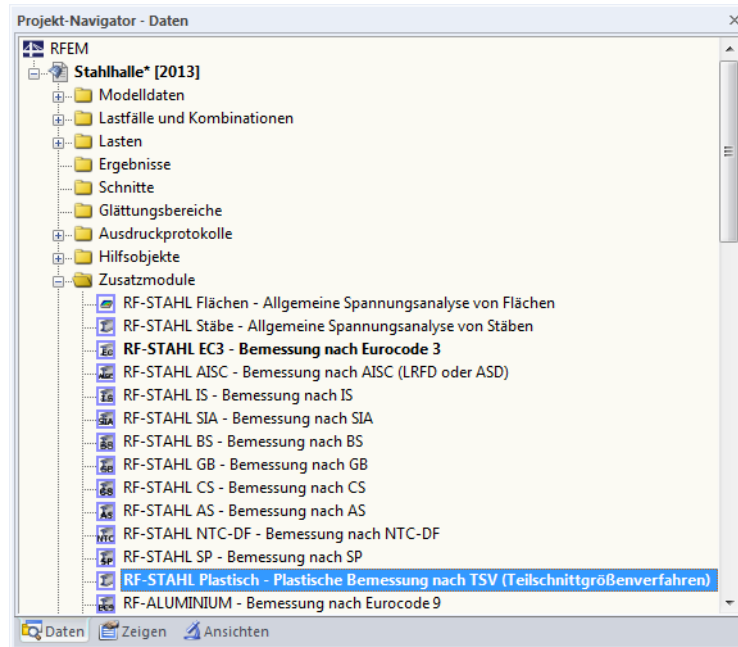 Projekt-Navigator - Daten
RFEM
Stahlhalle* [2013]
Modelldaten
Lastfälle und Kombinationen
Lasten
Ergebnisse
Schnitte
Glättungsbereiche
Ausdruckprotokolle
Hilfsobjekte
Zusatzmodule
RF-STAHL Flächen - Allgemeine Spannungsanalyse von Flächen
RF-STAHL Stäbe - Allgemeine Spannungsanalyse von Stäben
RF-STAHL EC3 - Bemessung nach Eurocode 3
RF-STAHL AISC - Bemessung nach AISC (LRFD oder ASD)
RF-STAHL IS - Bemessung nach IS
RF-STAHL SIA - Bemessung nach SIA
RF-STAHL BS - Bemessung nach BS
RF-STAHL GB - Bemessung nach GB
RF-STAHL CS - Bemessung nach CS
RF-STAHL AS - Bemessung nach AS
RF-STAHL NTC-DF - Bemessung nach NTC-DF
RF-STAHL SP - Bemessung nach SP
RF-STAHL Plastisch - Plastische Bemessung nach TSV (Teilschnittgrößenverfahren)
RF-ALUMINIUM - Bemessung nach Eurocode 9
Daten Zeigen Ansichten